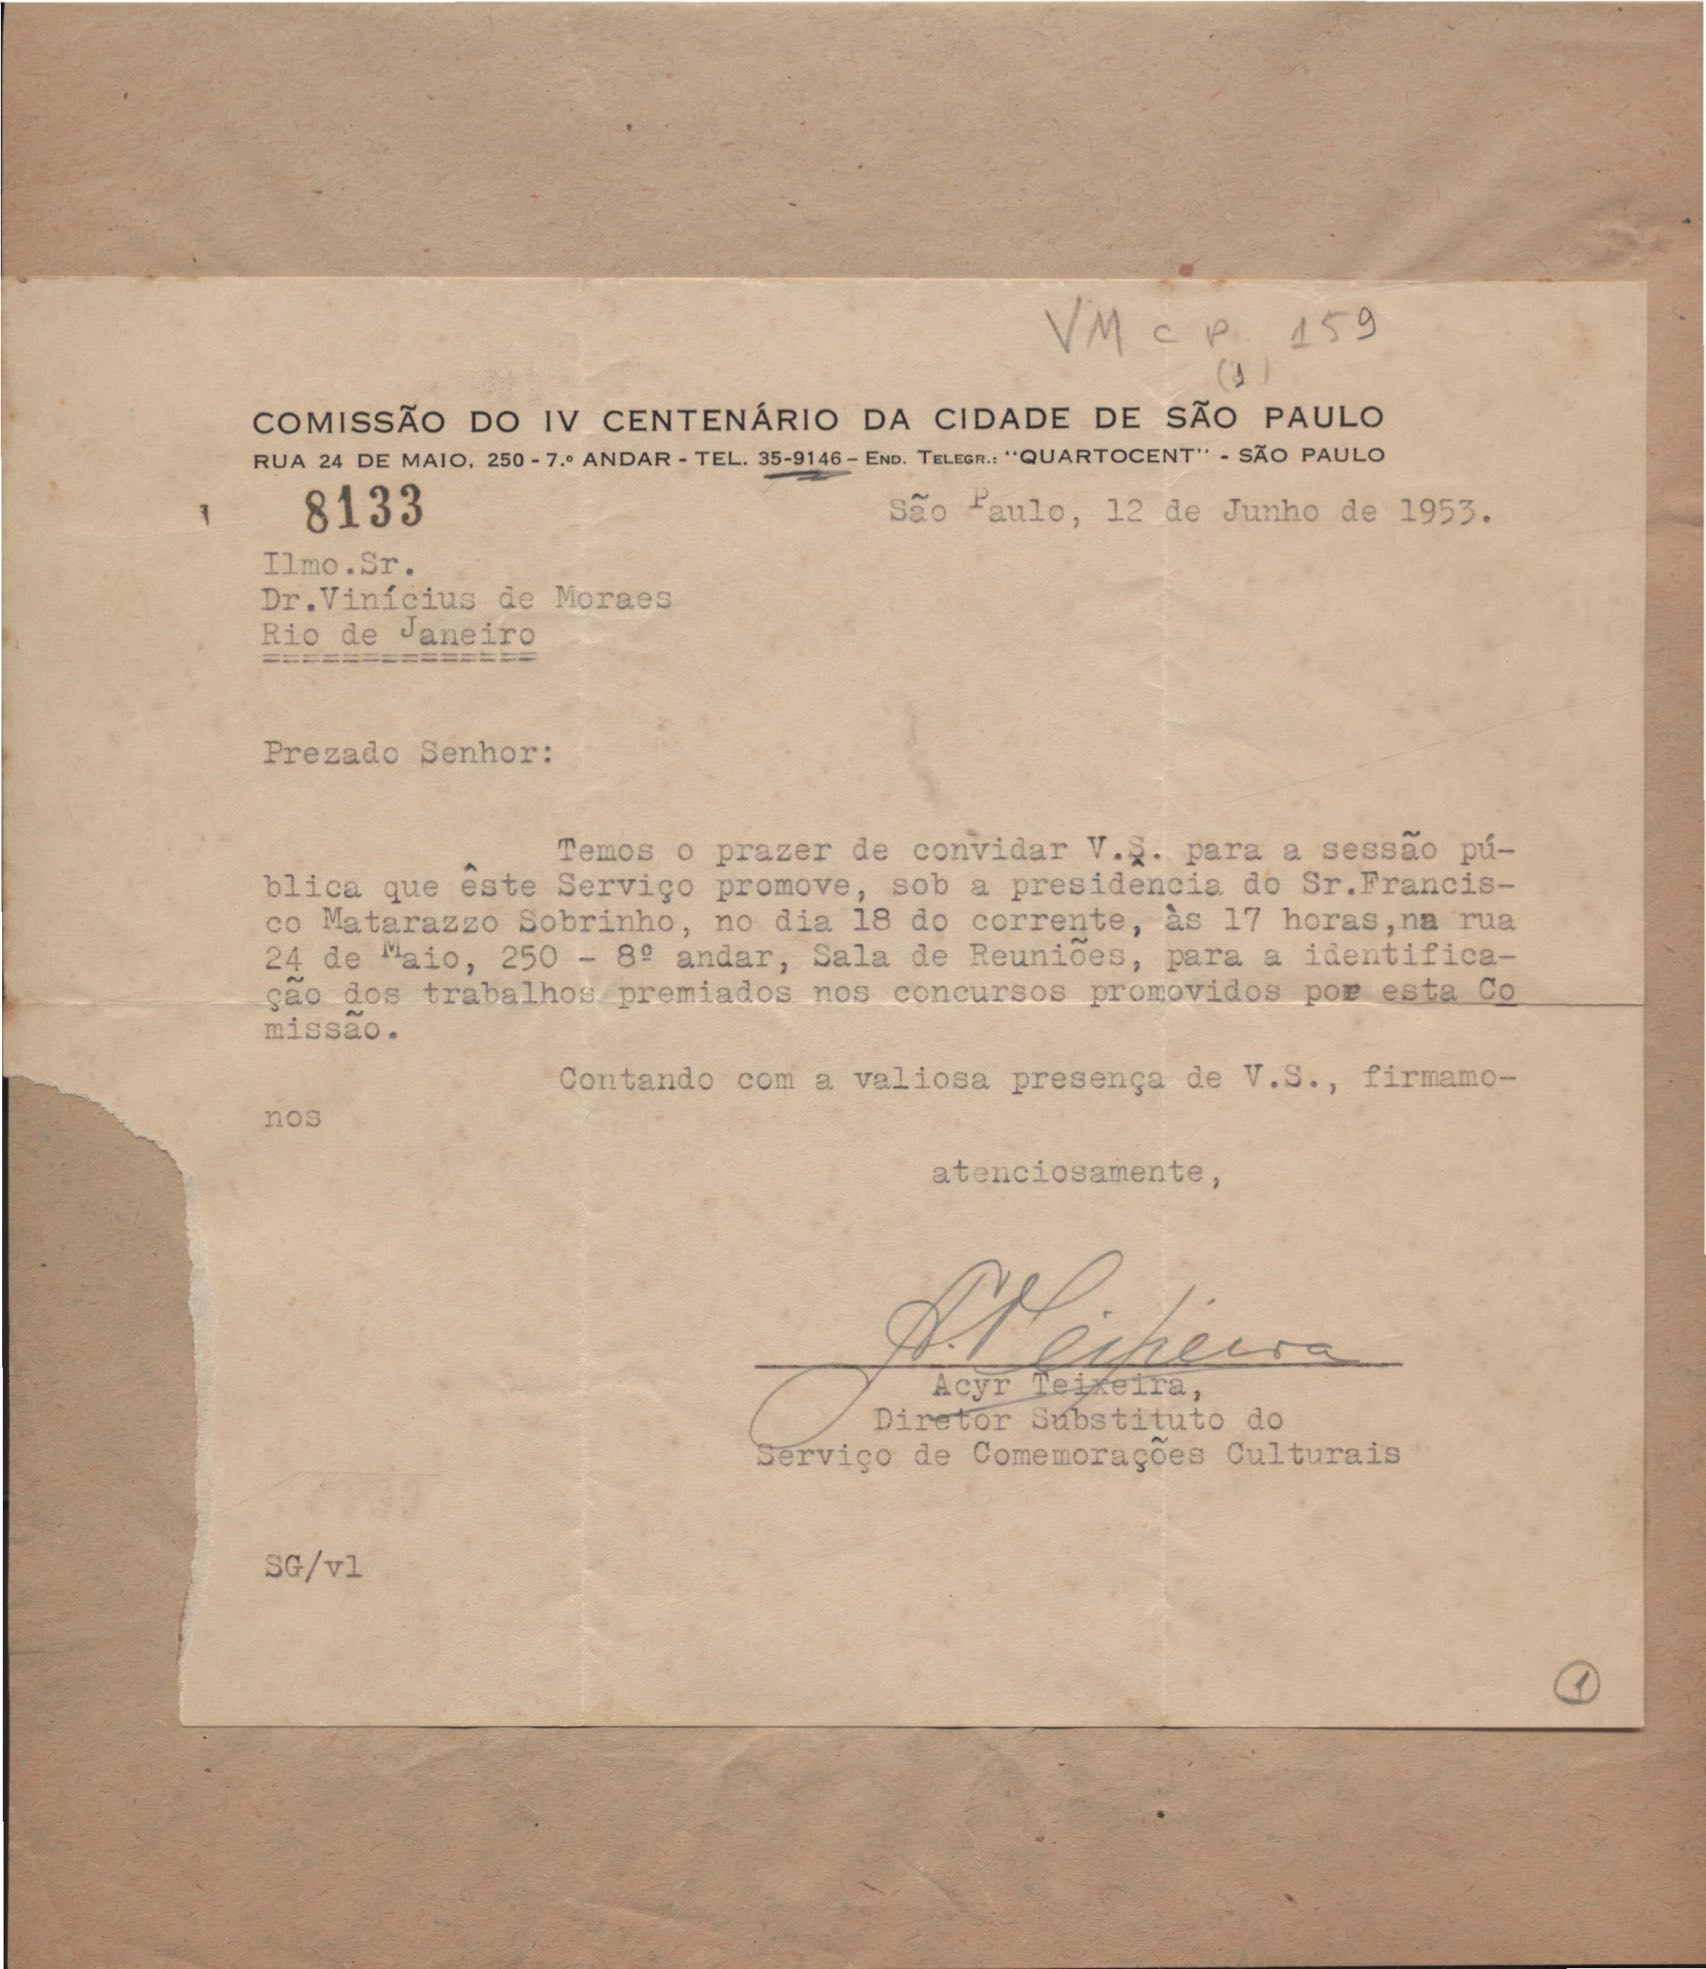 VM c p. 159
(1)
COMISSÃO DO IV CENTENÁRIO DA CIDADE DE SÃO PAULO
RUA 24 DE MAIO, 250 - 7.º ANDAR - TEL. 35-9146 - END. TELEGR.: "QUARTOCENT" - SÃO PAULO
8133
São Paulo, 12 de Junho de 1953.
Ilmo.Sr.
Dr.Vinícius de Moraes
Rio de Janeiro
==============
Prezado Senhor:
Temos o prazer de convidar V.S. para a sessão pú-
blica que êste Serviço promove, sob a presidência do Sr.Francis-
co Matarazzo Sobrinho, no dia 18 do corrente, às 17 horas,na rua
24 de Maio, 250 - 8º andar, Sala de Reuniões, para a identifica-
ção dos trabalhos premiados nos concursos promovidos por esta Co
missão.
Contando com a valiosa presença de V.S., firmamo-
nos
atenciosamente,
A. Teixeira
Acyr Teixeira,
Diretor Substituto do
Serviço de Comemorações Culturais
SG/vl
1